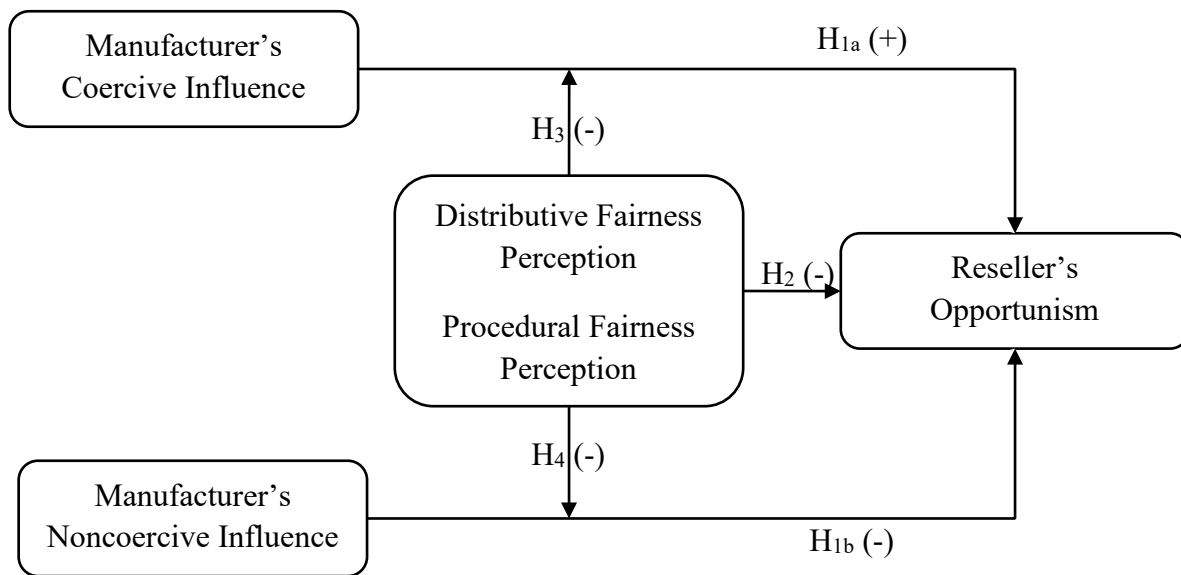 Manufacturer’s
Coercive Influence
H1a (+)
H3 (-)
Distributive Fairness
Perception
Procedural Fairness
Perception
H2 (-)
Reseller’s
Opportunism
H4 (-)
Manufacturer’s
Noncoercive Influence
H1b (-)